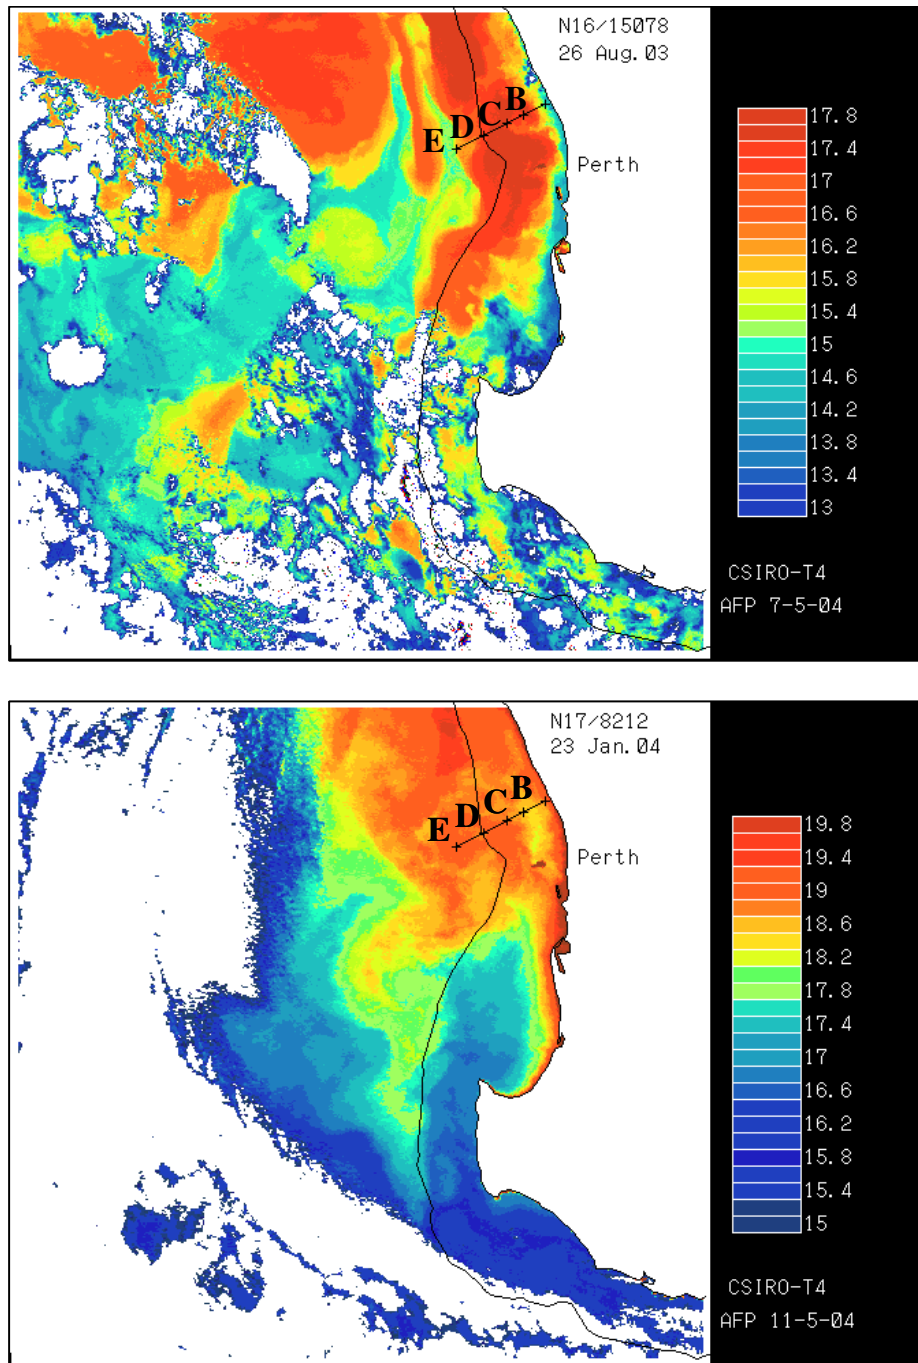 N16/15078
26 Aug.03
E D C B
Perth
17.8
17.4
17
16.6
16.2
15.8
15.4
15
14.6
14.2
13.8
13.4
13
CSIRO-T4
AFP 7-5-04
N17/8212
23 Jan.04
E D C B
Perth
19.8
19.4
19
18.6
18.2
17.8
17.4
17
16.6
16.2
15.8
15.4
15
CSIRO-T4
AFP 11-5-04